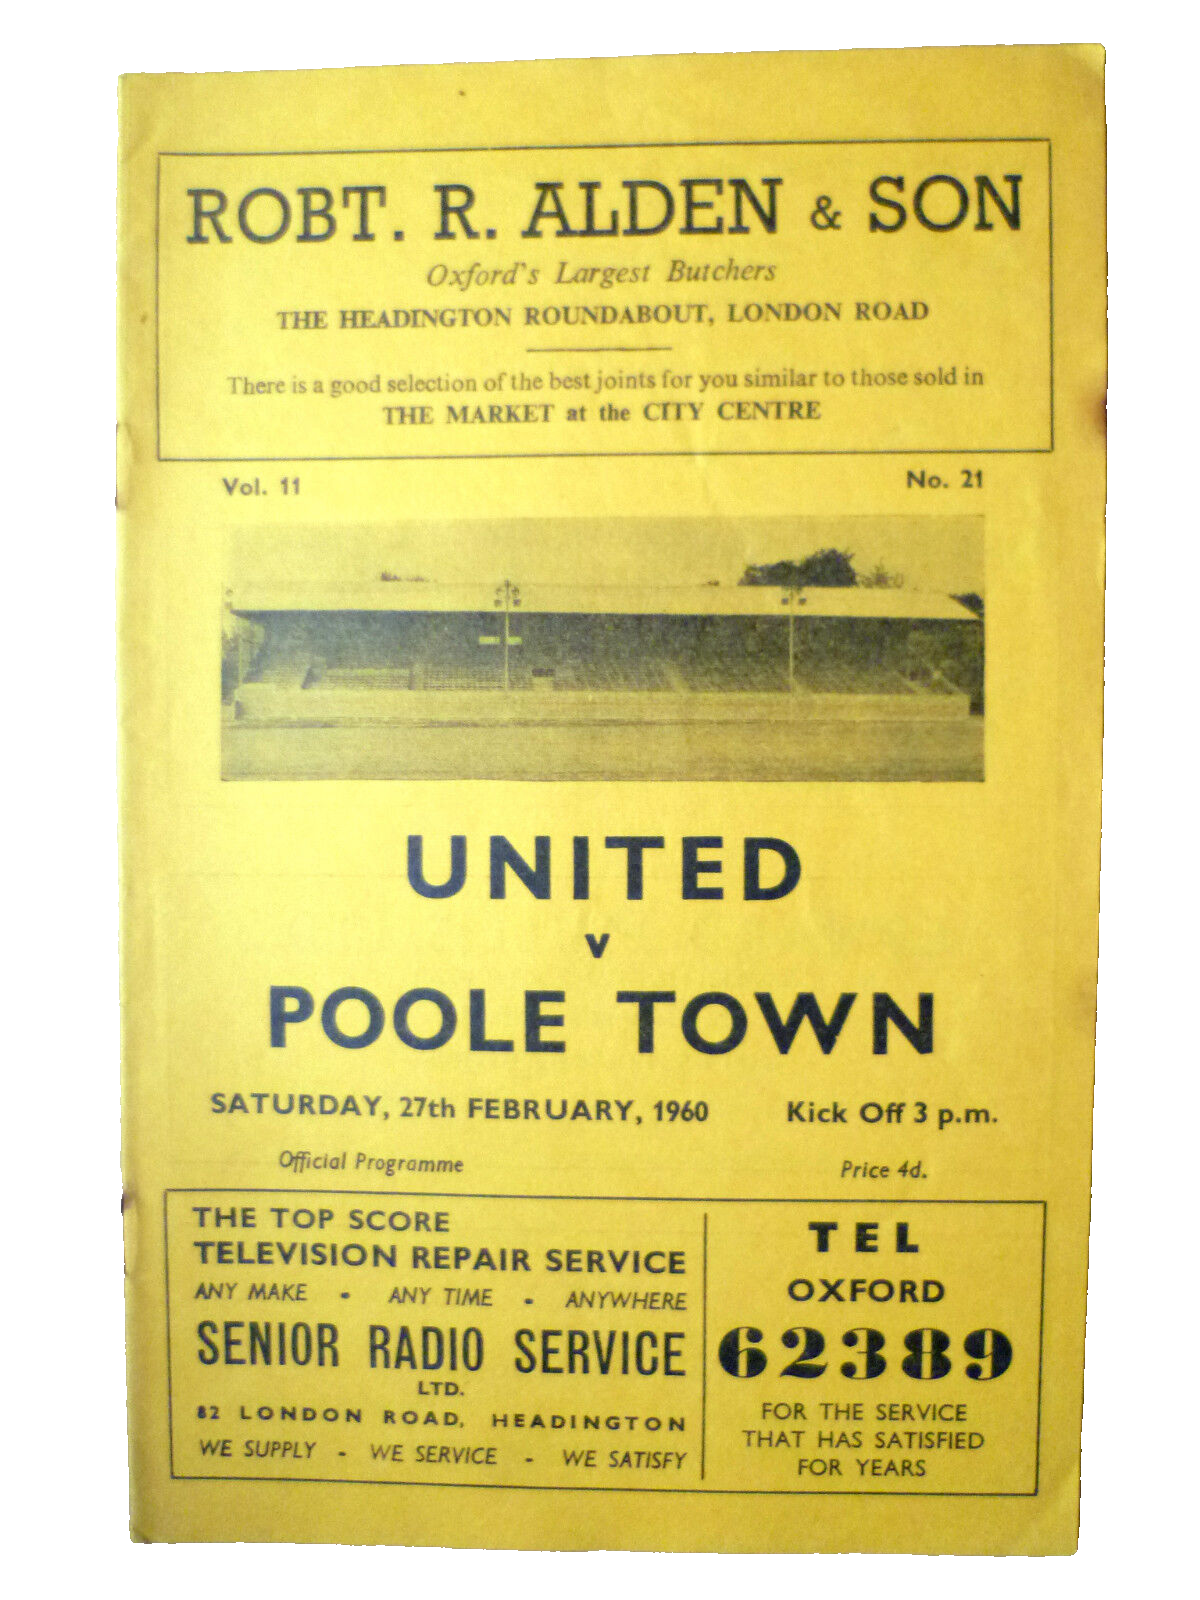 ROBT. R. ALDEN & SON
Oxford's Largest Butchers
THE HEADINGTON ROUNDABOUT, LONDON ROAD
There is a good selection of the best joints for you similar to those sold in
THE MARKET at the CITY CENTRE
Vol. 11 No. 21
UNITED
v
POOLE TOWN
SATURDAY, 27th FEBRUARY, 1960 Kick Off 3 p.m.
Official Programme Price 4d.
THE TOP SCORE
TELEVISION REPAIR SERVICE
ANY MAKE - ANY TIME - ANYWHERE
SENIOR RADIO SERVICE
LTD.
82 LONDON ROAD, HEADINGTON
WE SUPPLY - WE SERVICE - WE SATISFY
TEL
OXFORD
62389
FOR THE SERVICE
THAT HAS SATISFIED
FOR YEARS